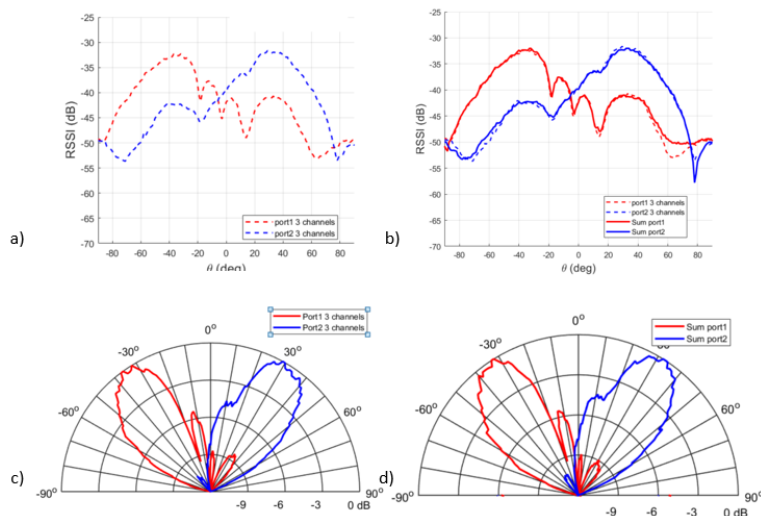 -25
-30
-35
-40
-45
-50
-55
-60
-65
-70
RSSI (dB)
-80 -60 -40 -20 0 20 40 60 80
θ (deg)
port1 3 channels
port2 3 channels
a)
-25
-30
-35
-40
-45
-50
-55
-60
-65
-70
RSSI (dB)
-80 -60 -40 -20 0 20 40 60 80
θ (deg)
port1 3 channels
port2 3 channels
Sum port1
Sum port2
b)
Port1 3 channels
Port2 3 channels
0°
-30° 30°
-60° 60°
-90° 90°
-9 -6 -3 0 dB
c)
Sum port1
Sum port2
0°
-30° 30°
-60° 60°
-90° 90°
-9 -6 -3 0 dB
d)